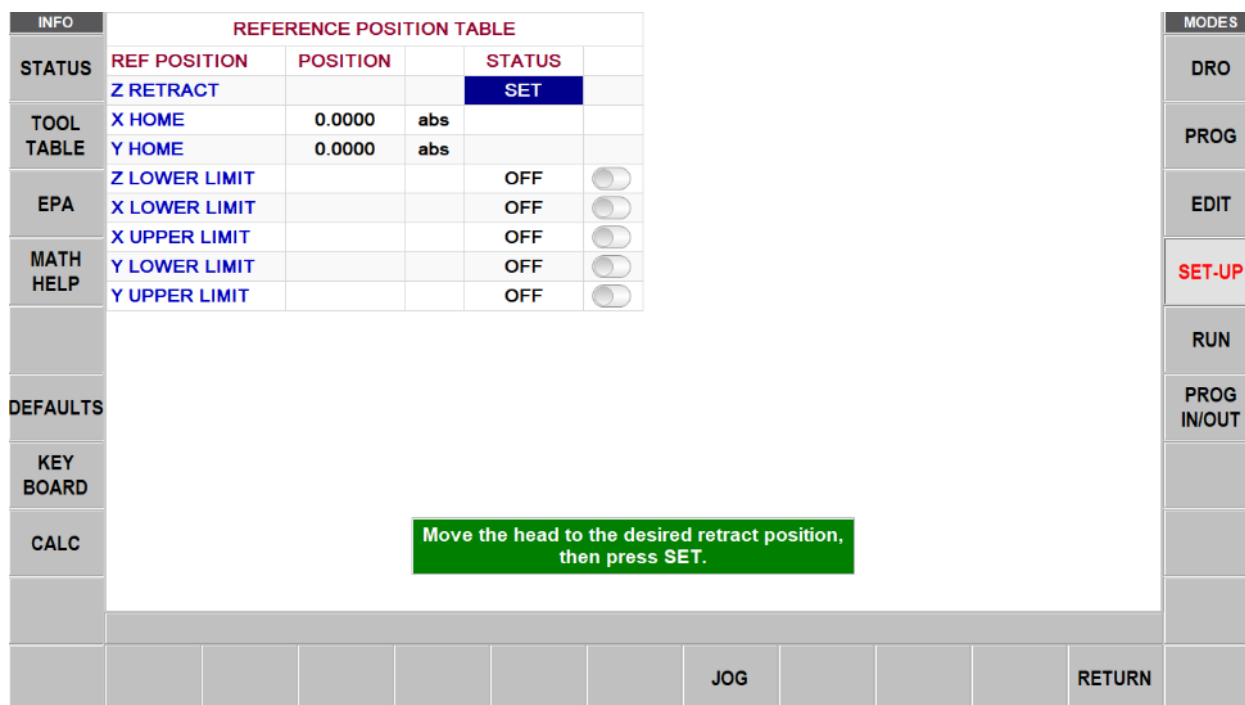 INFO
REFERENCE POSITION TABLE
MODES
STATUS
REF POSITION POSITION STATUS
DRO
Z RETRACT SET
TOOL
TABLE
X HOME 0.0000 abs
Y HOME 0.0000 abs
PROG
Z LOWER LIMIT OFF
EPA
X LOWER LIMIT OFF
EDIT
X UPPER LIMIT OFF
MATH
HELP
Y LOWER LIMIT OFF
SET-UP
Y UPPER LIMIT OFF
RUN
DEFAULTS
PROG
IN/OUT
KEY
BOARD
CALC
Move the head to the desired retract position,
then press SET.
JOG
RETURN